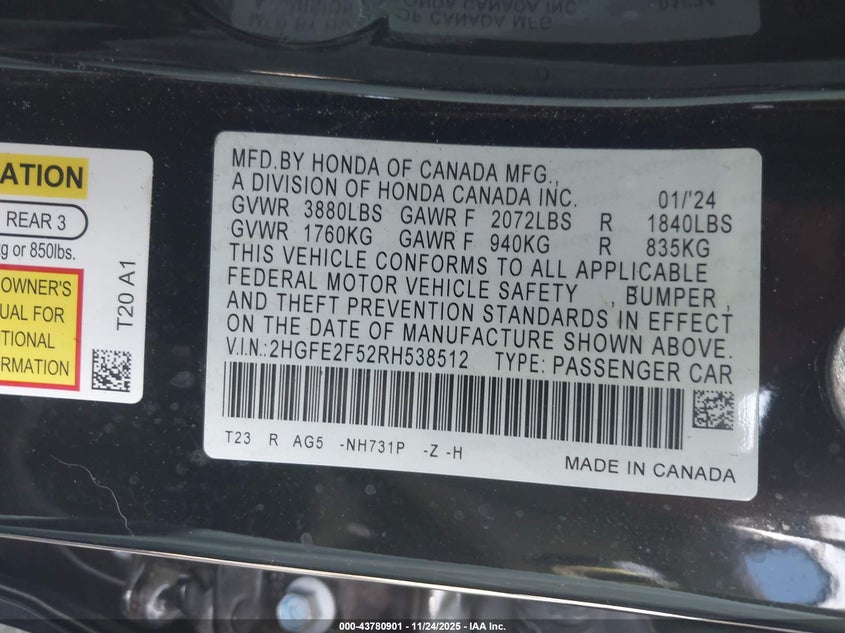 ATION
REAR 3
kg or 850lbs.
OWNER'S
UAL FOR
TIONAL
ORMATION
T20 A1
MFD.BY HONDA OF CANADA MFG.,
A DIVISION OF HONDA CANADA INC. 01/'24
GVWR 3880LBS GAWR F 2072LBS R 1840LBS
GVWR 1760KG GAWR F 940KG R 835KG
THIS VEHICLE CONFORMS TO ALL APPLICABLE
FEDERAL MOTOR VEHICLE SAFETY , BUMPER ,
AND THEFT PREVENTION STANDARDS IN EFFECT
ON THE DATE OF MANUFACTURE SHOWN ABOVE.
V.I.N.:2HGFE2F52RH538512 TYPE: PASSENGER CAR
T23 R AG5 -NH731P -Z -H
MADE IN CANADA
000-43780901 - 11/24/2025 - IAA Inc.